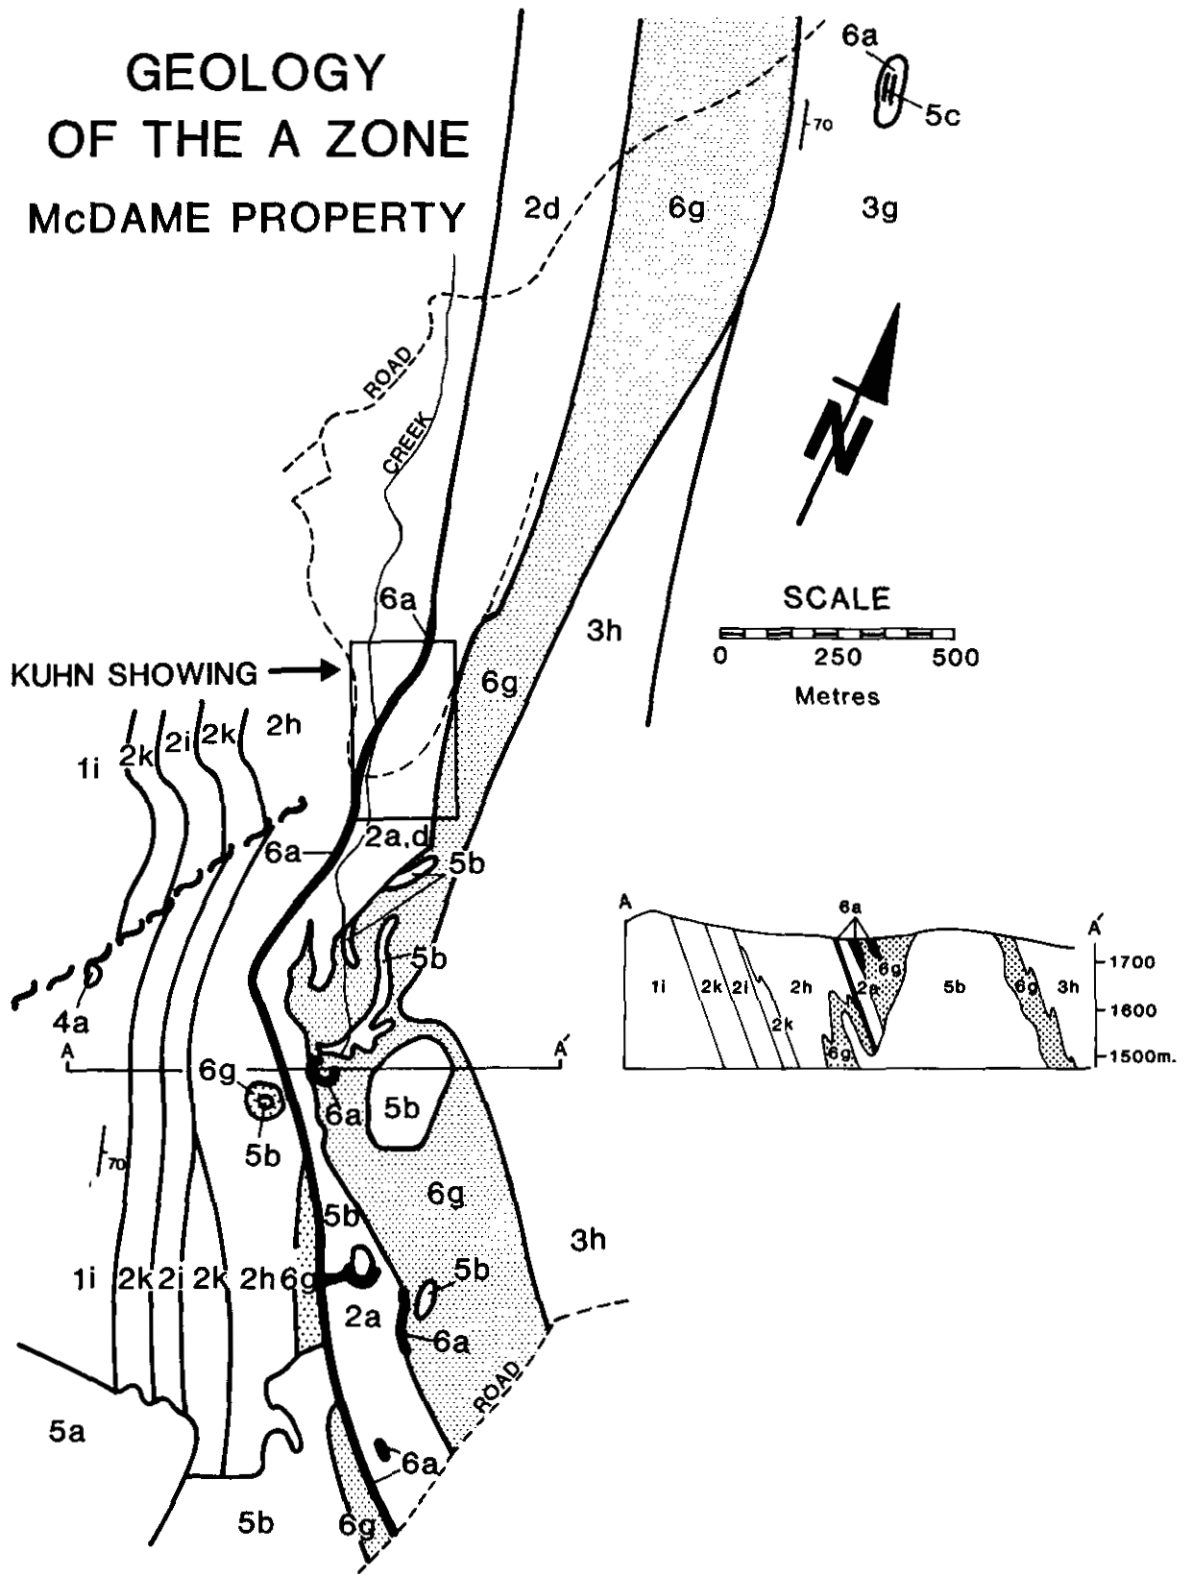 GEOLOGY
OF THE A ZONE
McDAME PROPERTY
6a
5c
70
2d
6g
3g
ROAD
CREEK
N
6a
3h
SCALE
0 250 500
Metres
KUHN SHOWING
6g
1i 2k 2i 2k 2h
6a
2a,d
5b
5b
4a
A A'
6g
6a
5b
5b
70
6g
5b
3h
1i 2k 2i 2k 2h 6g
5b
2a
6a
ROAD
5a
6a
5b
6g
A 6a A'
1700
6g
1i 2k 2i 2h 2a 5b 6g 3h
1600
2k
6g
1500m.